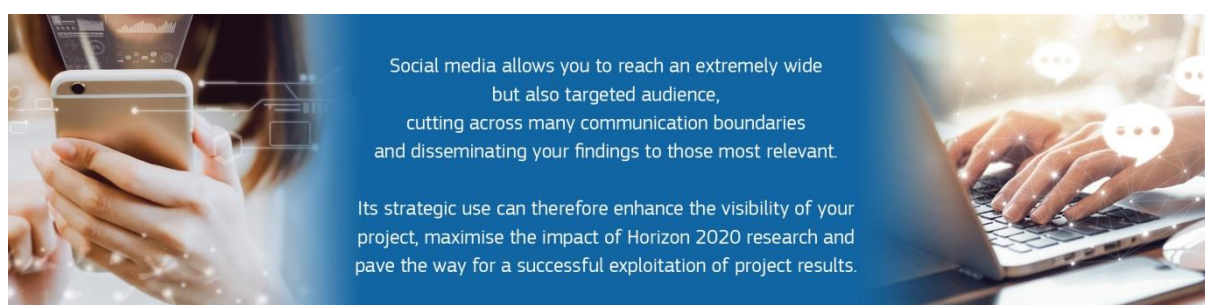 Social media allows you to reach an extremely wide
but also targeted audience,
cutting across many communication boundaries
and disseminating your findings to those most relevant.
Its strategic use can therefore enhance the visibility of your
project, maximise the impact of Horizon 2020 research and
pave the way for a successful exploitation of project results.